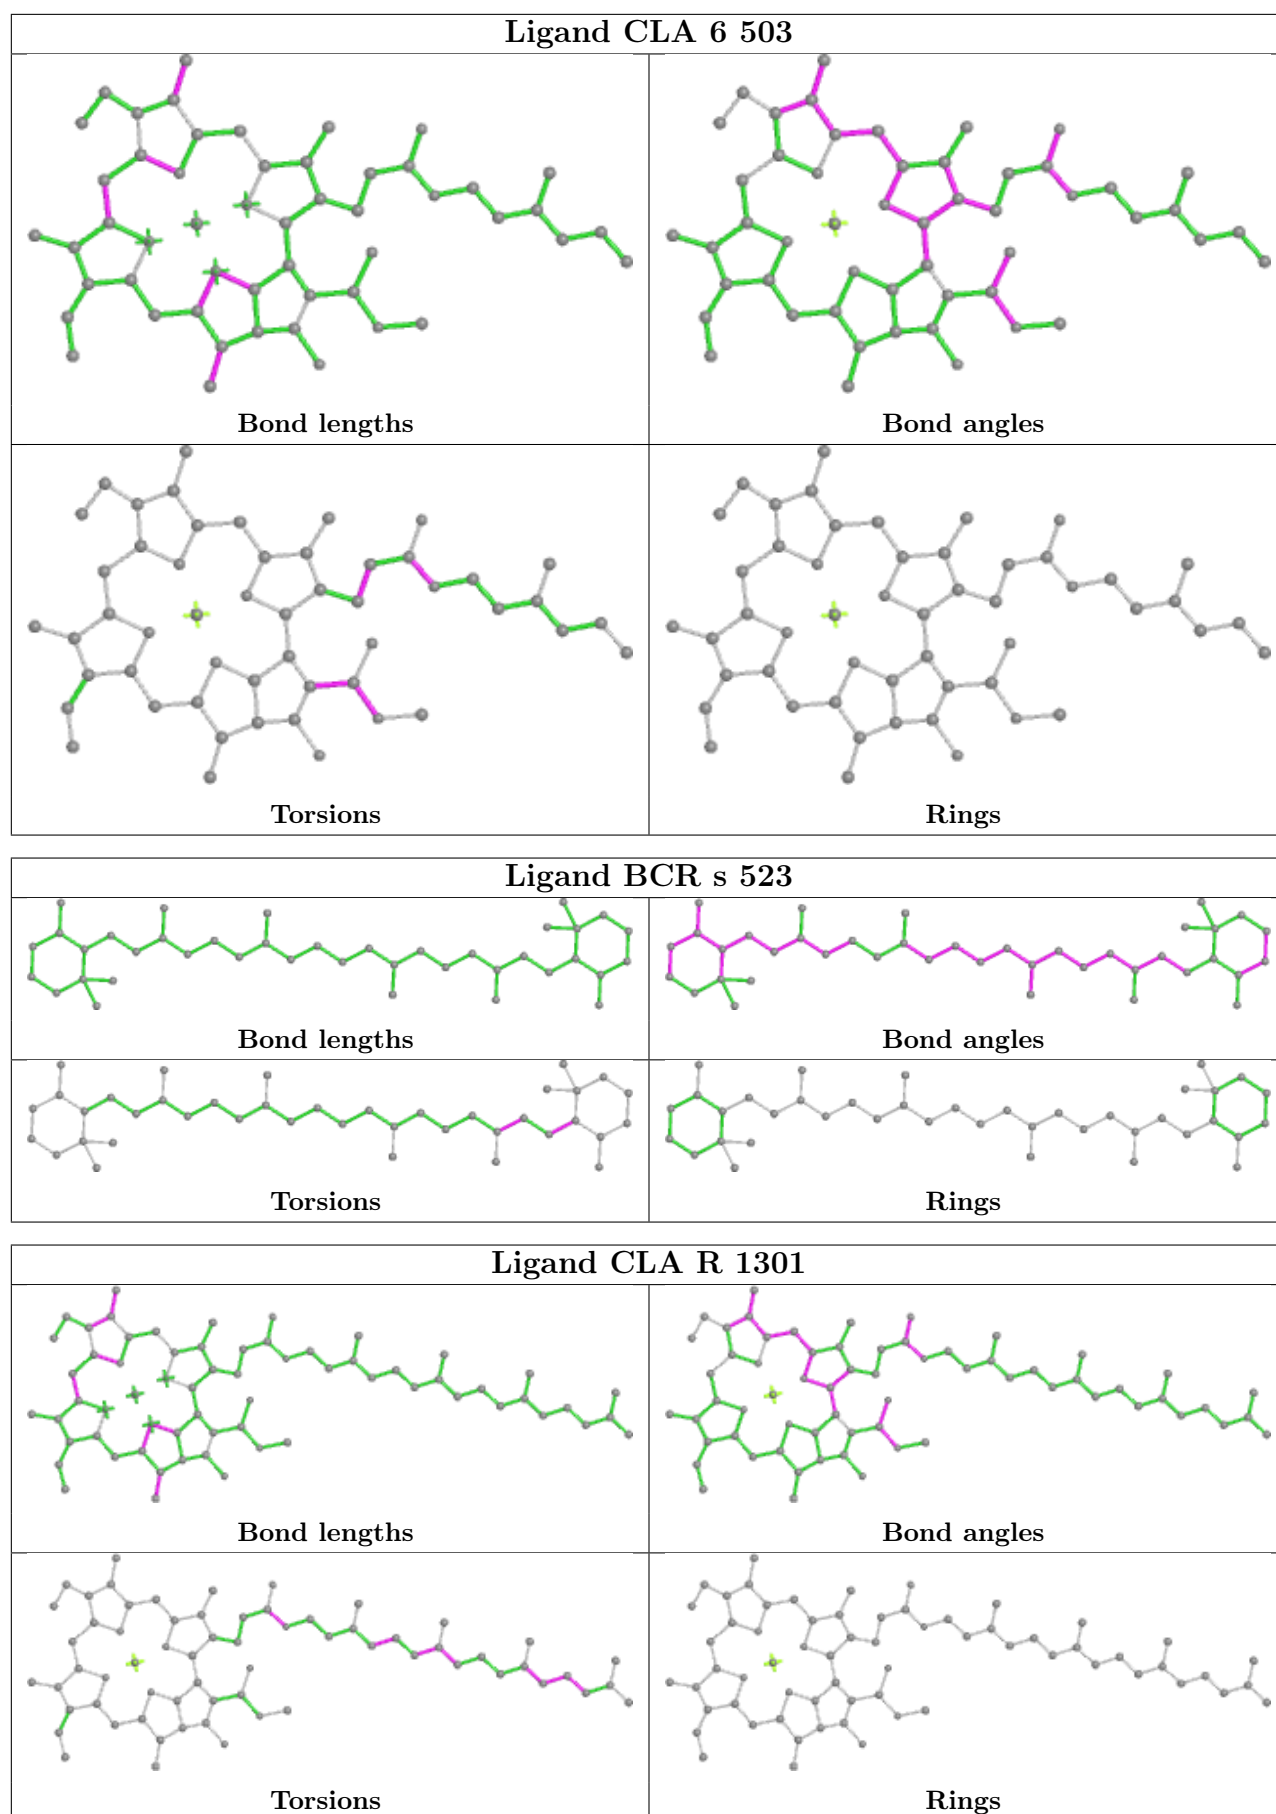 Ligand CLA 6 503
Bond lengths
Bond angles
Torsions
Rings
Ligand BCR s 523
Bond lengths
Bond angles
Torsions
Rings
Ligand CLA R 1301
Bond lengths
Bond angles
Torsions
Rings